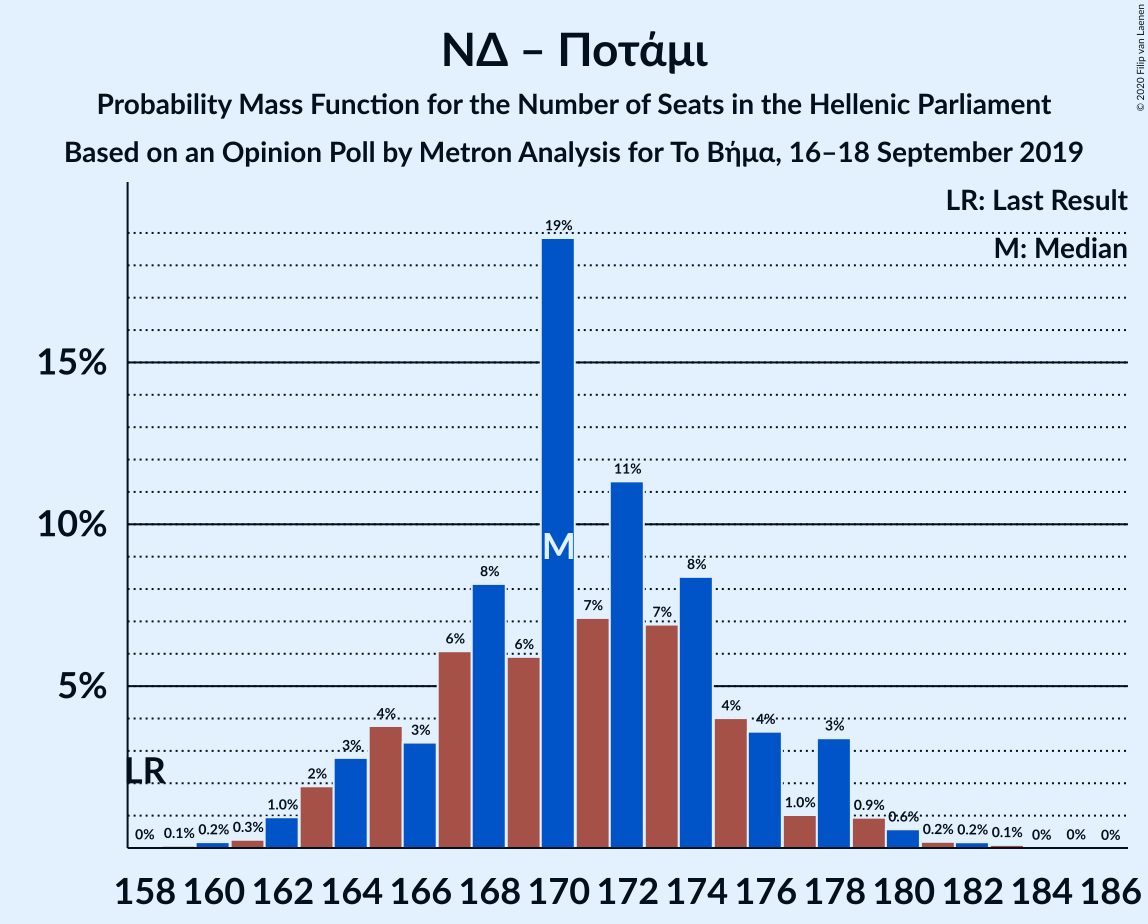 ΝΔ – Ποτάμι
Probability Mass Function for the Number of Seats in the Hellenic Parliament
Based on an Opinion Poll by Metron Analysis for Το Βήμα, 16–18 September 2019
© 2020 Filip van Laenen
LR: Last Result
M: Median
15%
10%
5%
LR
M
0% 0.1% 0.2% 0.3% 1.0% 2% 3% 4% 3% 6% 8% 6% 19% 7% 11% 7% 8% 4% 4% 1.0% 3% 0.9% 0.6% 0.2% 0.2% 0.1% 0% 0% 0%
158 160 162 164 166 168 170 172 174 176 178 180 182 184 186